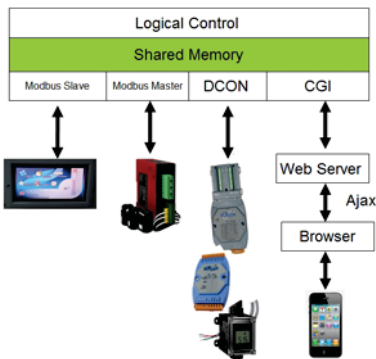 Logical Control
Shared Memory
Modbus Slave
Modbus Master
DCON
CGI
Web Server
Ajax
Browser